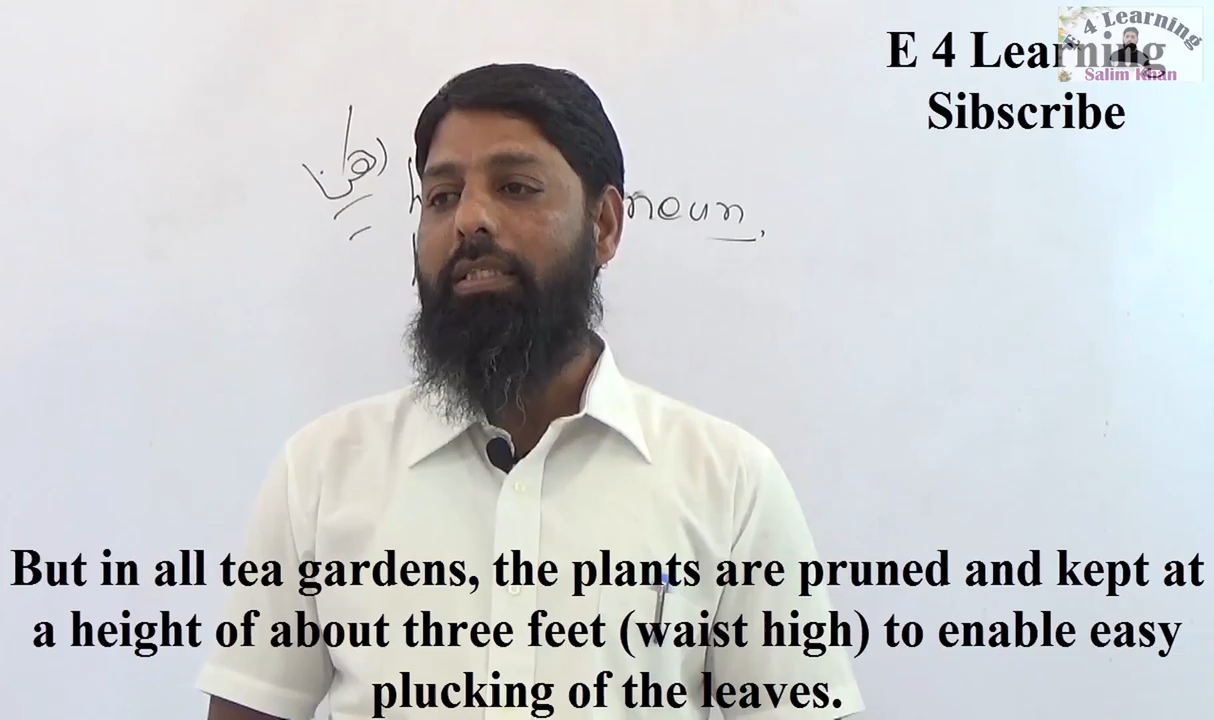 E 4 Learning
Sibscribe
E 4 Learning
Salim Khan
noun.
But in all tea gardens, the plants are pruned and kept at
a height of about three feet (waist high) to enable easy
plucking of the leaves.